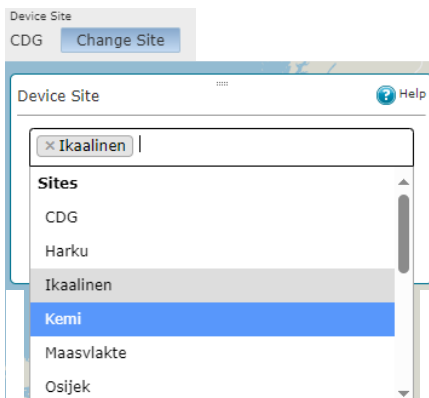 Device Site
CDG Change Site
Device Site ? Help
× Ikaalinen
Sites
CDG
Harku
Ikaalinen
Kemi
Maasvlakte
Osijek